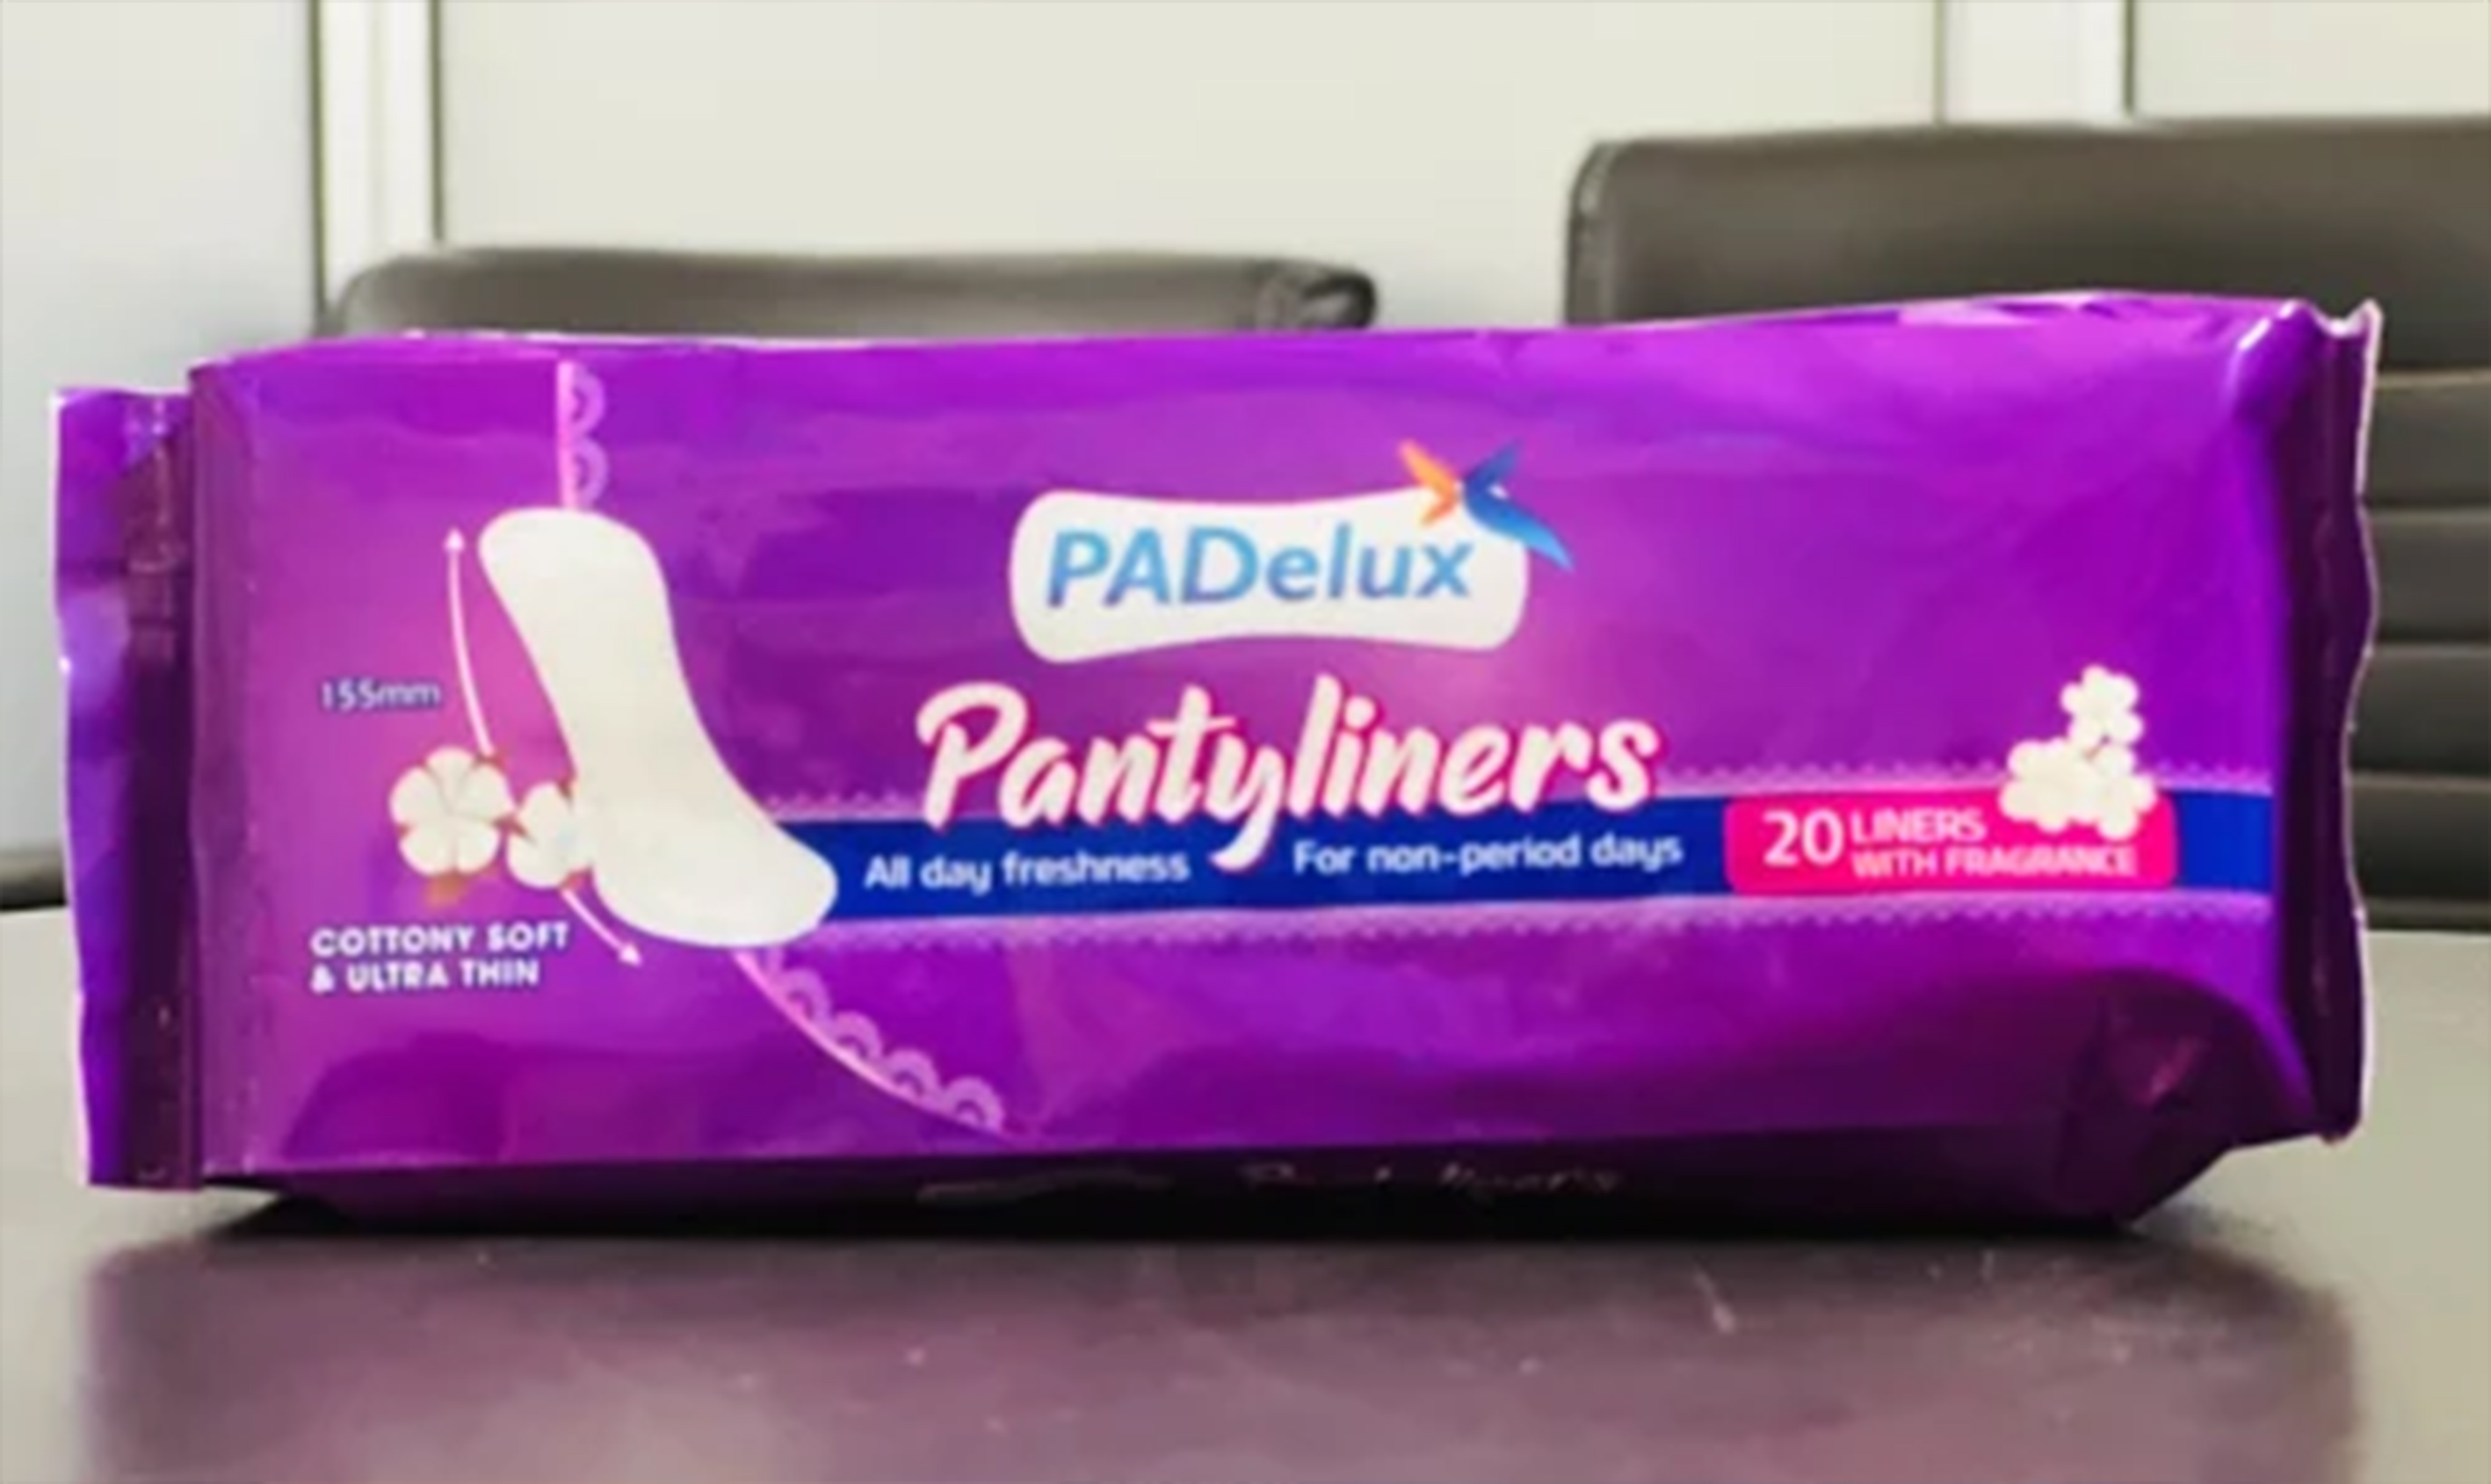 PADelux
Pantyliners
All day freshness
For non-period days
20 LINERS
WITH FRAGRANCE
155mm
COTTONY SOFT
& ULTRA THIN